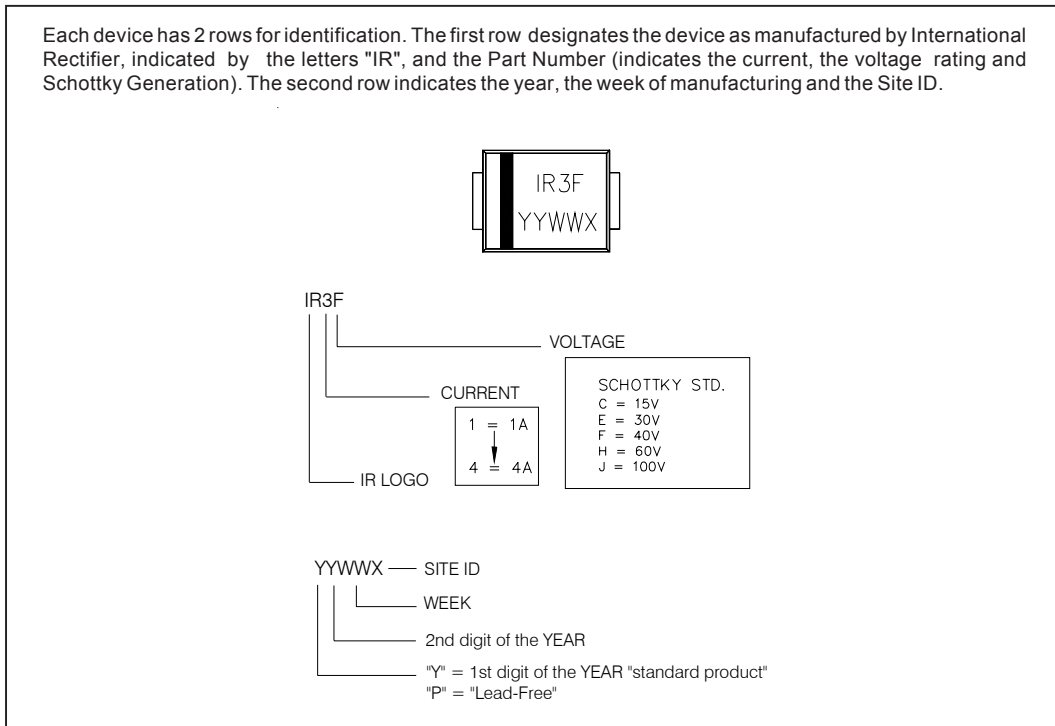 Each device has 2 rows for identification. The first row designates the device as manufactured by International
Rectifier, indicated by the letters "IR", and the Part Number (indicates the current, the voltage rating and
Schottky Generation). The second row indicates the year, the week of manufacturing and the Site ID.
IR3F
YYWWX
IR3F
VOLTAGE
SCHOTTKY STD.
C = 15V
E = 30V
F = 40V
H = 60V
J = 100V
CURRENT
1 = 1A
4 = 4A
IR LOGO
YYWWX
SITE ID
WEEK
2nd digit of the YEAR
"Y" = 1st digit of the YEAR "standard product"
"P" = "Lead-Free"